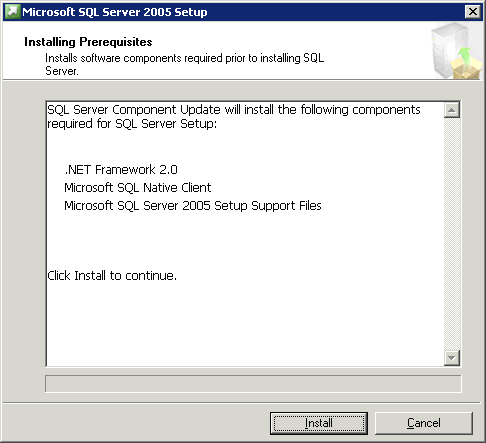 Microsoft SQL Server 2005 Setup
Installing Prerequisites
Installs software components required prior to installing SQL
Server.
SQL Server Component Update will install the following components
required for SQL Server Setup:
.NET Framework 2.0
Microsoft SQL Native Client
Microsoft SQL Server 2005 Setup Support Files
Click Install to continue.
Install
Cancel